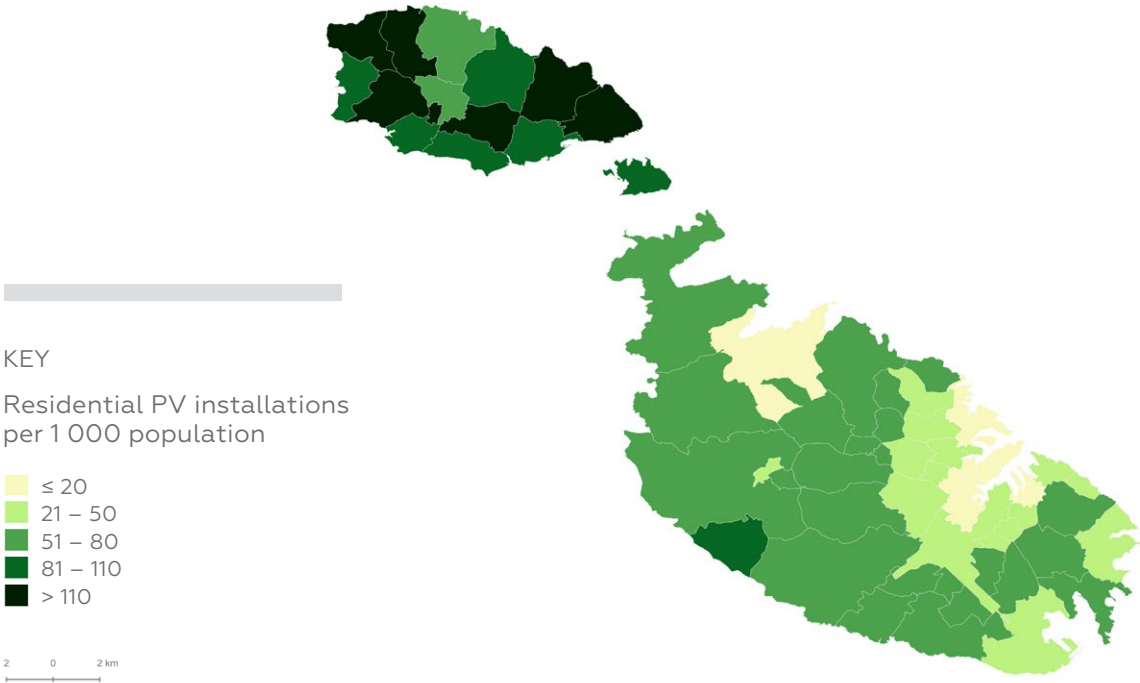 KEY
Residential PV installations
per 1 000 population
≤ 20
21 – 50
51 – 80
81 – 110
> 110
2 0 2 km